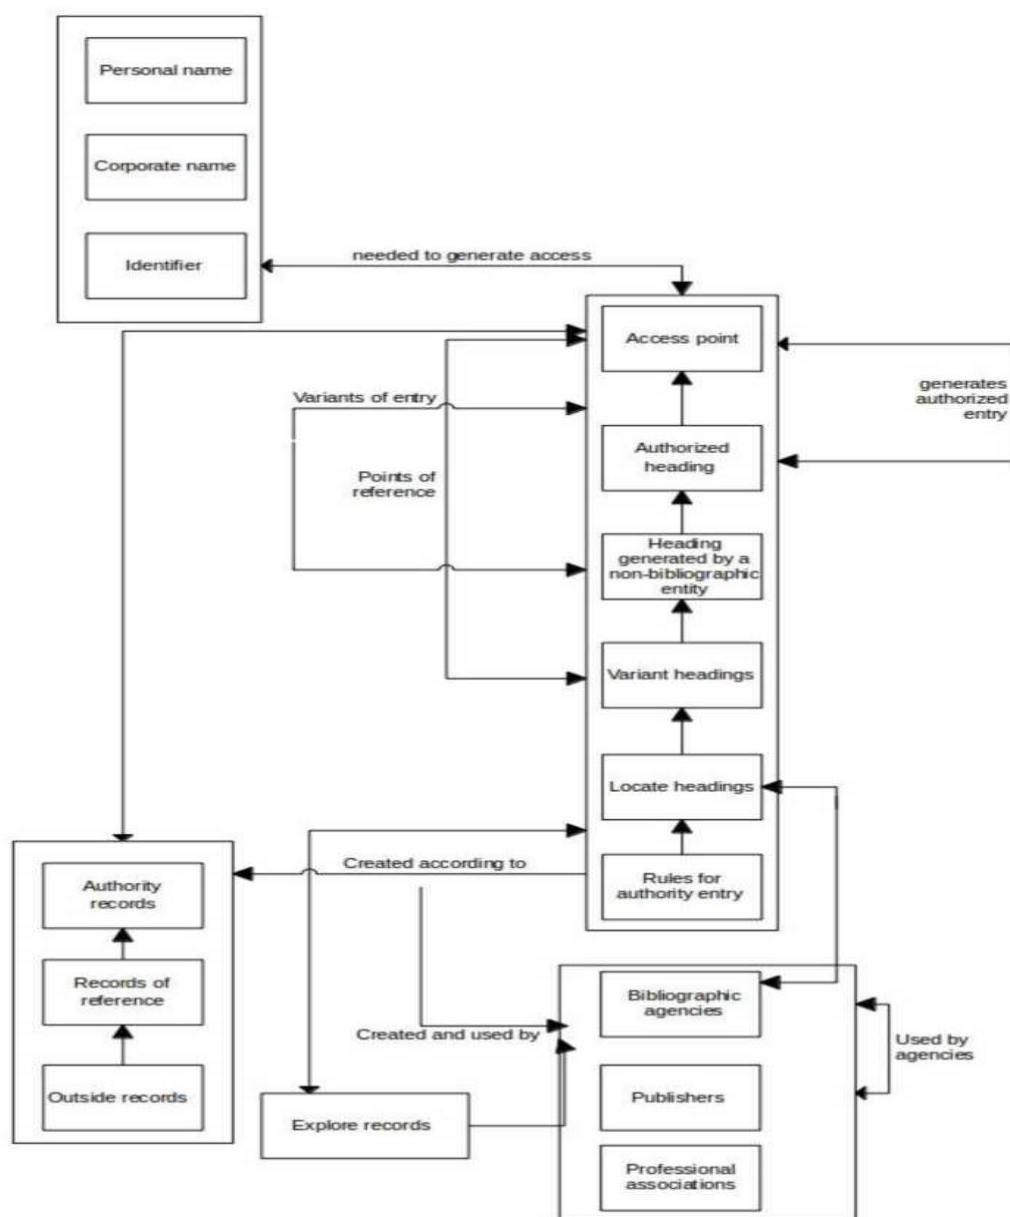 Personal name
Corporate name
Identifier
needed to generate access
Access point
generates
authorized
entry
Variants of entry
Authorized
heading
Points of
reference
Heading
generated by a
non-bibliographic
entity
Variant headings
Locate headings
Created according to
Rules for
authority entry
Authority
records
Records of
reference
Outside records
Bibliographic
agencies
Created and used by
Used by
agencies
Publishers
Explore records
Professional
associations